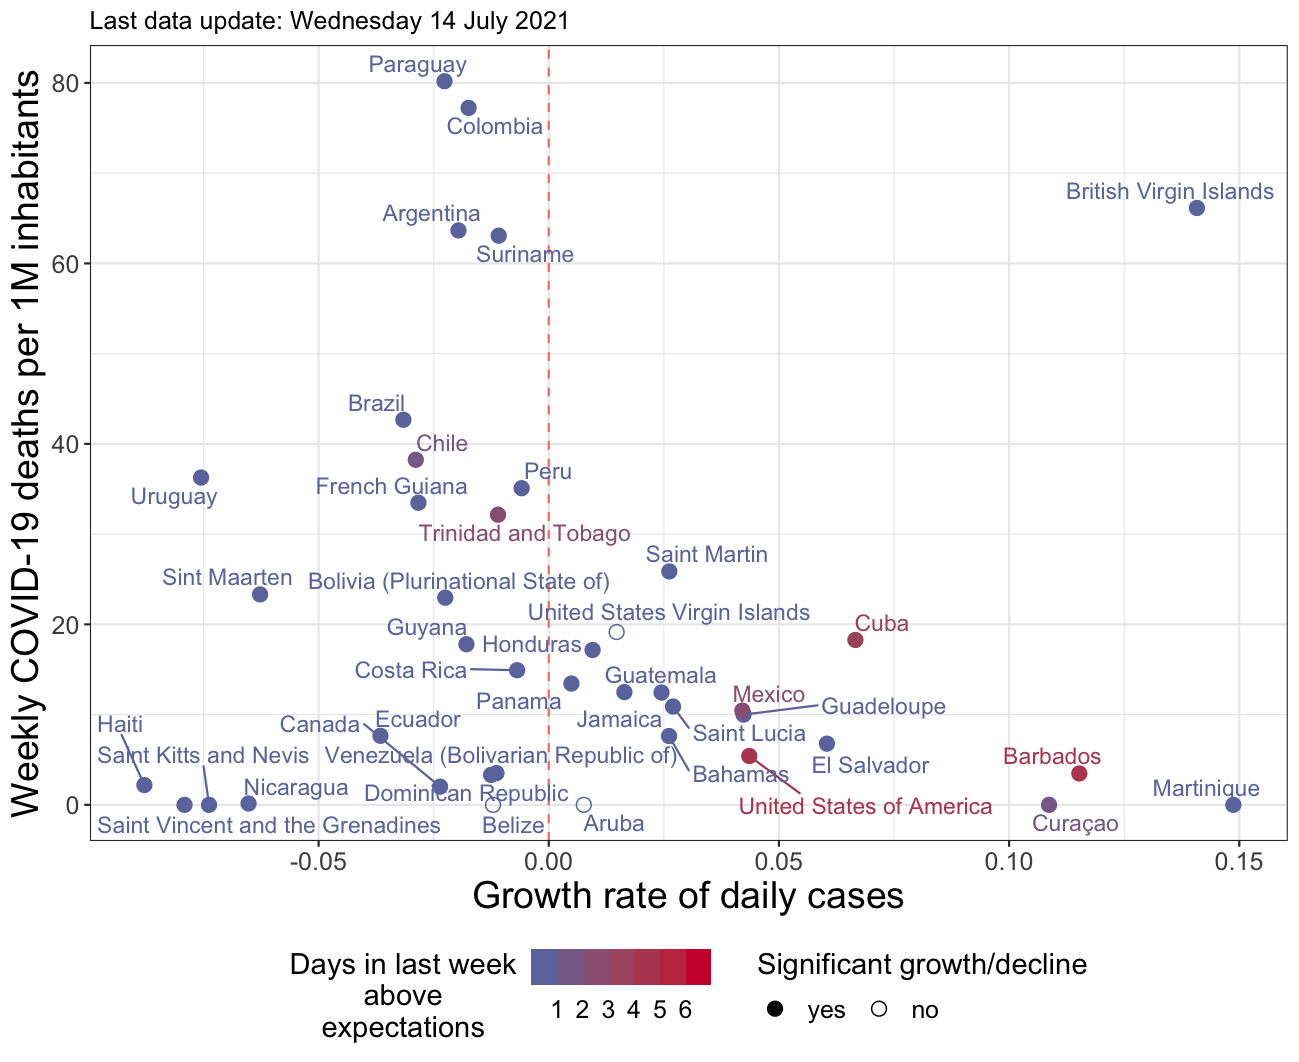 Last data update: Wednesday 14 July 2021
Weekly COVID-19 deaths per 1M inhabitants
80
60
40
20
0
Paraguay
Colombia
British Virgin Islands
Argentina
Suriname
Brazil
Chile
Peru
French Guiana
Uruguay
Trinidad and Tobago
Saint Martin
Sint Maarten
Bolivia (Plurinational State of)
United States Virgin Islands
Cuba
Guyana
Honduras
Costa Rica
Guatemala
Panama
Mexico
Guadeloupe
Haiti
Canada
Ecuador
Jamaica
Saint Lucia
Saint Kitts and Nevis
Venezuela (Bolivarian Republic of)
El Salvador
Barbados
Bahamas
Nicaragua
Dominican Republic
Martinique
United States of America
Saint Vincent and the Grenadines
Belize
Aruba
Curaçao
-0.05
0.00
0.05
0.10
0.15
Growth rate of daily cases
Days in last week
above
expectations
1 2 3 4 5 6
Significant growth/decline
yes
no